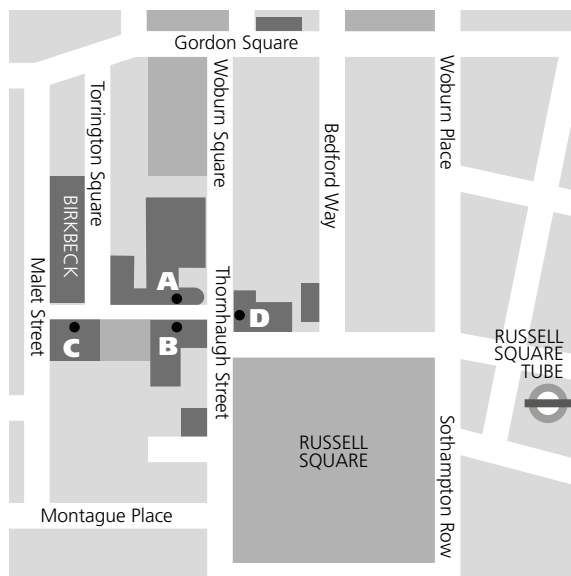 Gordon Square
Torrington Square
Woburn Square
Bedford Way
Woburn Place
BIRKBECK
Malet Street
A
Thornhaugh Street
D
C
B
RUSSELL
SQUARE
TUBE
RUSSELL
SQUARE
Sothampton Row
Montague Place